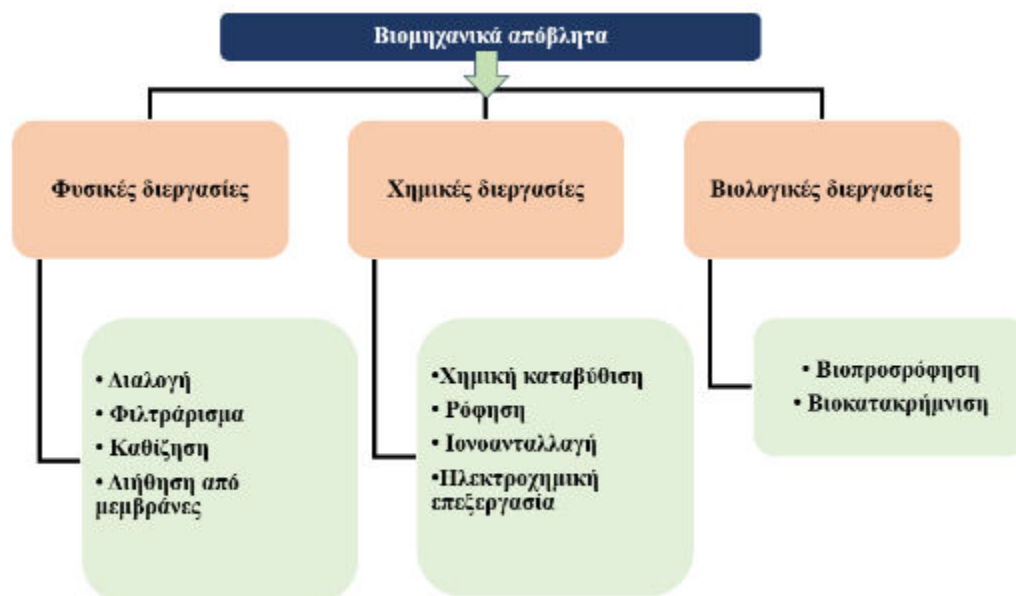 Βιομηχανικά απόβλητα
Φυσικές διεργασίες
Χημικές διεργασίες
Βιολογικές διεργασίες
• Διαλογή
• Φιλτράρισμα
• Καθίζηση
• Διήθηση από
μεμβράνες
•Χημική καταβύθιση
• Ρόφηση
• Ιονοανταλλαγή
•Ηλεκτροχημική
επεξεργασία
• Βιοπροσρόφηση
• Βιοκατακρήμνιση